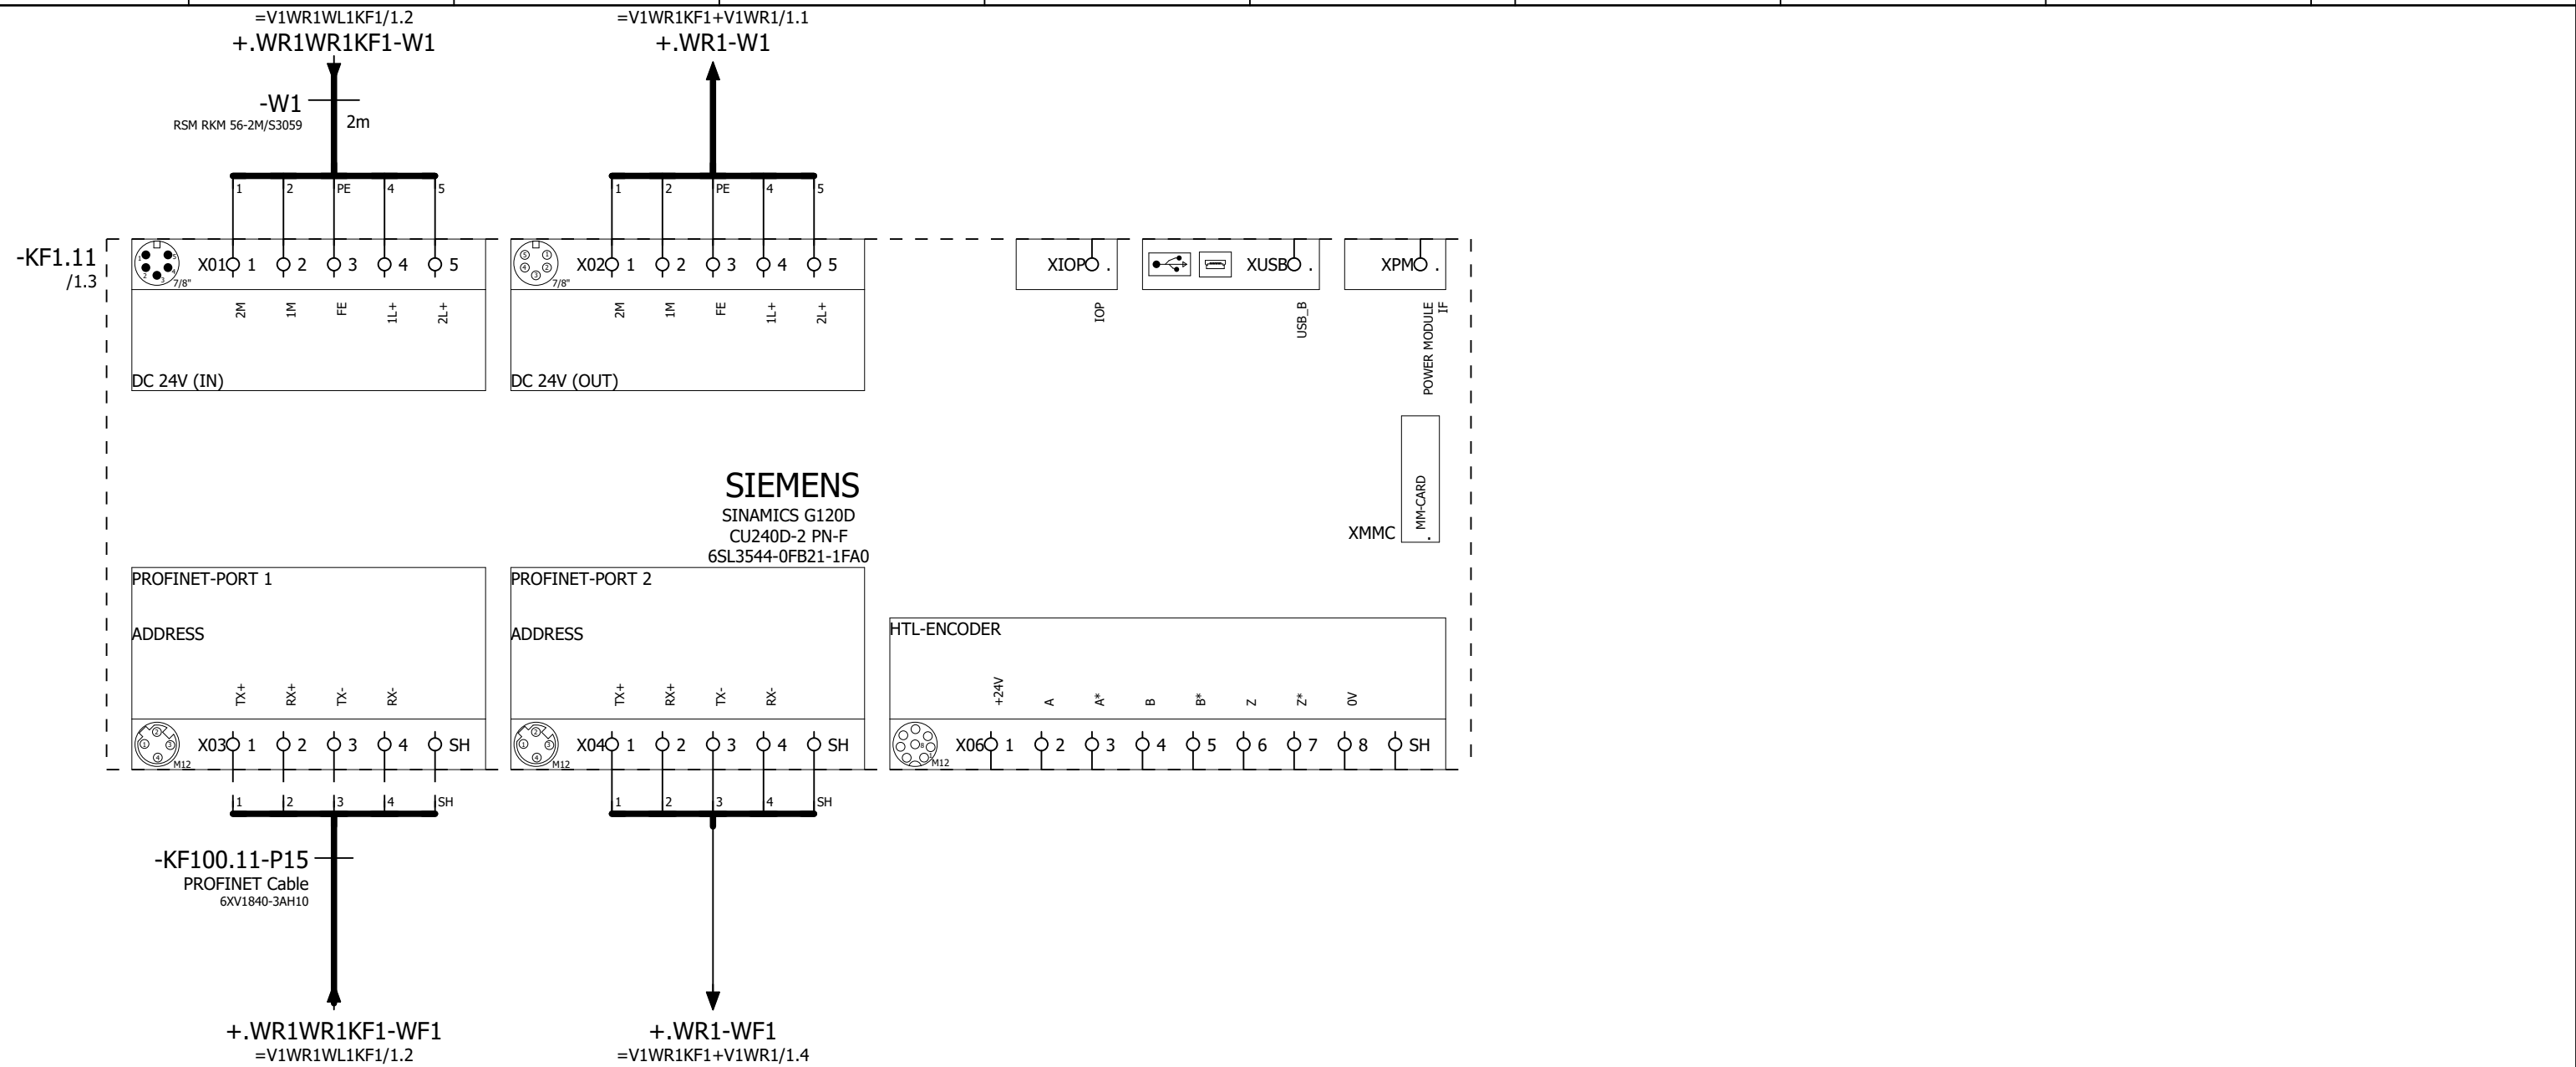 =V1WR1WL1KF1/1.2
+.WR1WR1KF1-W1
=V1WR1KF1+V1WR1/1.1
+.WR1-W1
-W1
RSM RKM 56-2M/S3059
2m
1 2 PE 4 5
1 2 PE 4 5
-KF1.11
/1.3
7/8"
X01 1 2 3 4 5
2M 1M FE 1L+ 2L+
DC 24V (IN)
7/8"
X02 1 2 3 4 5
2M 1M FE 1L+ 2L+
DC 24V (OUT)
XIOP .
IOP
XUSB .
USB_B
XPM .
POWER MODULE
IF
MM-CARD
XMMC .
SIEMENS
SINAMICS G120D
CU240D-2 PN-F
6SL3544-0FB21-1FA0
PROFINET-PORT 1
ADDRESS
TX+ RX+ TX- RX-
X03 1 2 3 4 SH
M12
PROFINET-PORT 2
ADDRESS
TX+ RX+ TX- RX-
X04 1 2 3 4 SH
M12
HTL-ENCODER
+24V A A* B B* Z Z* 0V
X06 1 2 3 4 5 6 7 8 SH
M12
1 2 3 4 SH
1 2 3 4 SH
-KF100.11-P15
PROFINET Cable
6XV1840-3AH10
+.WR1WR1KF1-WF1
=V1WR1WL1KF1/1.2
+.WR1-WF1
=V1WR1KF1+V1WR1/1.4